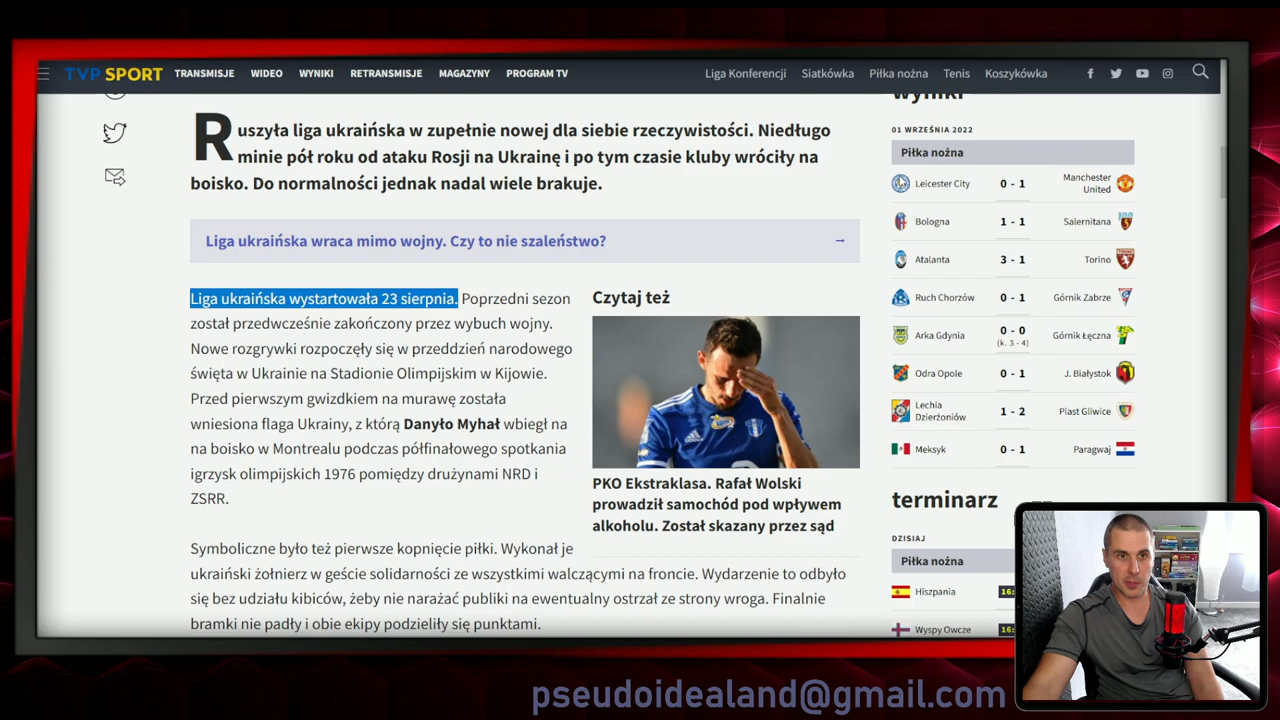 TVP SPORT TRANSMISJE WIDEO WYNIKI RETRANSMISJE MAGAZYNY PROGRAM TV Liga Konferencji Siatkówka Piłka nożna Tenis Koszykówka
Ruszyła liga ukraińska w zupełnie nowej dla siebie rzeczywistości. Niedługo
minie pół roku od ataku Rosji na Ukrainę i po tym czasie kluby wróciły na
boisko. Do normalności jednak nadal wiele brakuje.
Liga ukraińska wraca mimo wojny. Czy to nie szaleństwo?
Liga ukraińska wystartowała 23 sierpnia. Poprzedni sezon
został przedwcześnie zakończony przez wybuch wojny.
Nowe rozgrywki rozpoczęły się w przeddzień narodowego
święta w Ukrainie na Stadionie Olimpijskim w Kijowie.
Przed pierwszym gwizdkiem na murawę została
wniesiona flaga Ukrainy, z którą Danyło Myhał wbiegł na
na boisko w Montrealu podczas półfinałowego spotkania
igrzysk olimpijskich 1976 pomiędzy drużynami NRD i
ZSRR.
Symboliczne było też pierwsze kopnięcie piłki. Wykonał je
ukraiński żołnierz w geście solidarności ze wszystkimi walczącymi na froncie. Wydarzenie to odbyło
się bez udziału kibiców, żeby nie narażać publiki na ewentualny ostrzał ze strony wroga. Finalnie
bramki nie padły i obie ekipy podzieliły się punktami.
Czytaj też
PKO Ekstraklasa. Rafał Wolski
prowadził samochód pod wpływem
alkoholu. Został skazany przez sąd
wyniki
01 WRZEŚNIA 2022
Piłka nożna
Leicester City 0 - 1 Manchester United
Bologna 1 - 1 Salernitana
Atalanta 3 - 1 Torino
Ruch Chorzów 0 - 1 Górnik Zabrze
Arka Gdynia 0 - 0 Górnik Łęczna
(k. 3 - 4)
Odra Opole 0 - 1 J. Białystok
Lechia Dzierżoniów 1 - 2 Piast Gliwice
Meksyk 0 - 1 Paragwaj
terminarz
DZISIAJ
Piłka nożna
Hiszpania 16:
Wyspy Owcze 16:
pseudoidealand@gmail.com